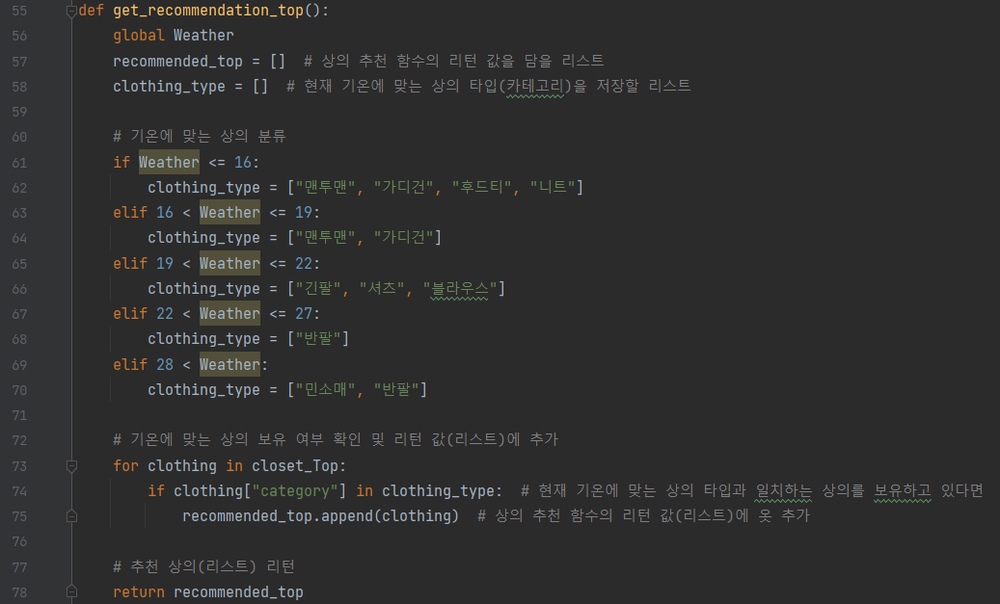 55 def get_recommendation_top():
56     global Weather
57     recommended_top = []  # 상의 추천 함수의 리턴 값을 담을 리스트
58     clothing_type = []  # 현재 기온에 맞는 상의 타입(카테고리)을 저장할 리스트
59
60     # 기온에 맞는 상의 분류
61     if Weather <= 16:
62         clothing_type = ["맨투맨", "가디건", "후드티", "니트"]
63     elif 16 < Weather <= 19:
64         clothing_type = ["맨투맨", "가디건"]
65     elif 19 < Weather <= 22:
66         clothing_type = ["긴팔", "셔츠", "블라우스"]
67     elif 22 < Weather <= 27:
68         clothing_type = ["반팔"]
69     elif 28 < Weather:
70         clothing_type = ["민소매", "반팔"]
71
72     # 기온에 맞는 상의 보유 여부 확인 및 리턴 값(리스트)에 추가
73     for clothing in closet_Top:
74         if clothing["category"] in clothing_type:  # 현재 기온에 맞는 상의 타입과 일치하는 상의를 보유하고 있다면
75             recommended_top.append(clothing)  # 상의 추천 함수의 리턴 값(리스트)에 옷 추가
76
77     # 추천 상의(리스트) 리턴
78     return recommended_top